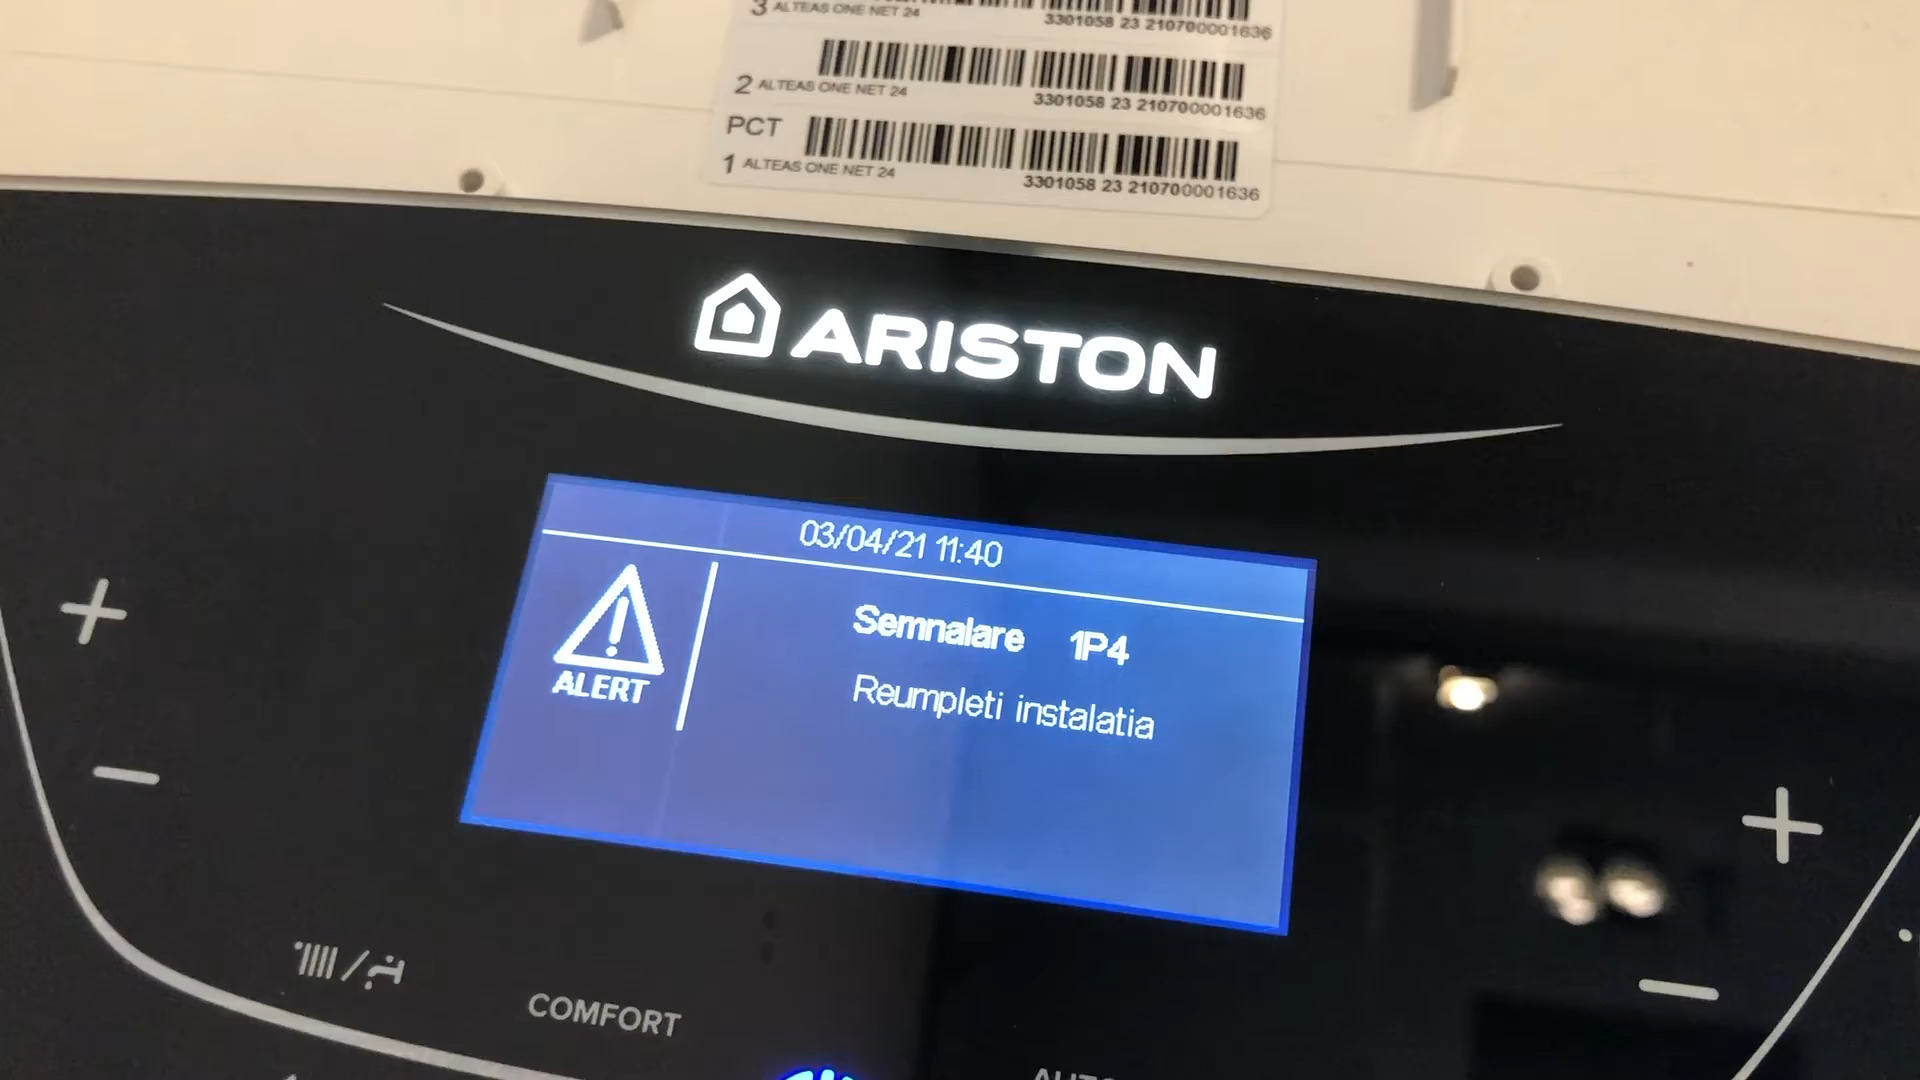 3 ALTEAS ONE NET 24
3301058 23 210700001636
2 ALTEAS ONE NET 24
3301058 23 210700001636
PCT
1 ALTEAS ONE NET 24
3301058 23 210700001636
ARISTON
03/04/21 11:40
Semnalare 1P4
ALERT
Reumpleti instalatia
COMFORT
AUTO